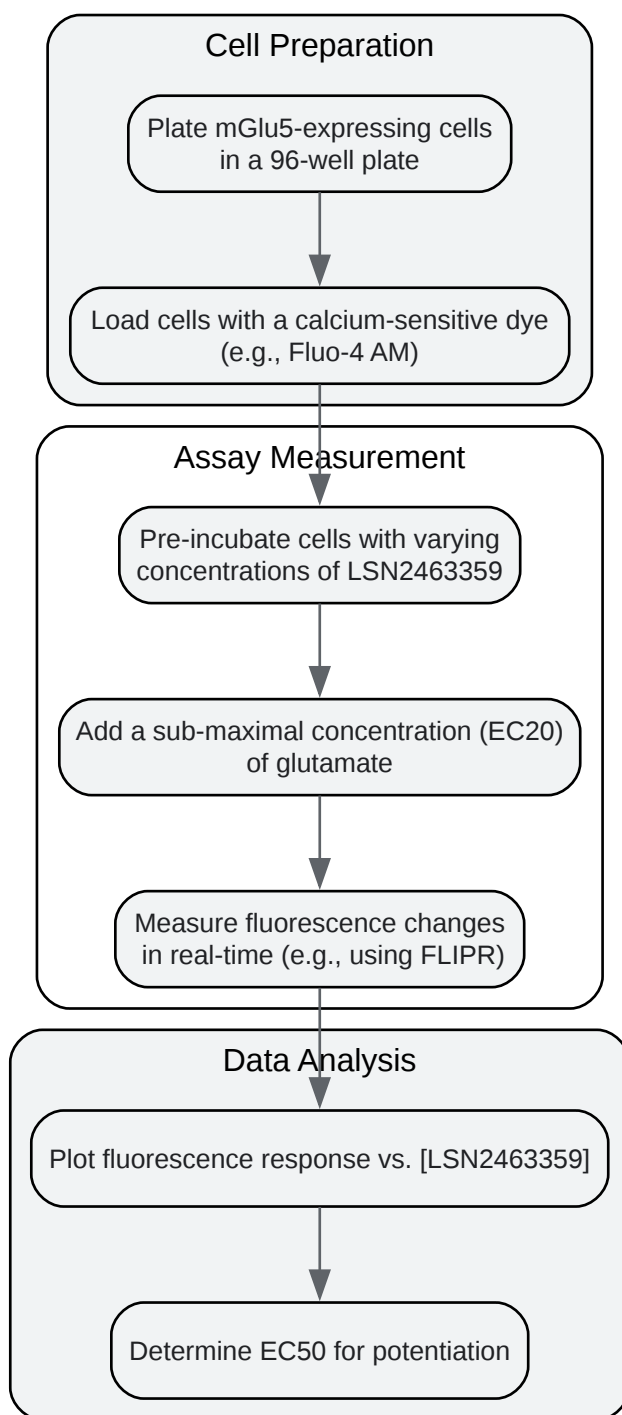 Cell Preparation
Plate mGlu5-expressing cells
in a 96-well plate
Load cells with a calcium-sensitive dye
(e.g., Fluo-4 AM)
Assay Measurement
Pre-incubate cells with varying
concentrations of LSN2463359
Add a sub-maximal concentration (EC20)
of glutamate
Measure fluorescence changes
in real-time (e.g., using FLIPR)
Data Analysis
Plot fluorescence response vs. [LSN2463359]
Determine EC50 for potentiation